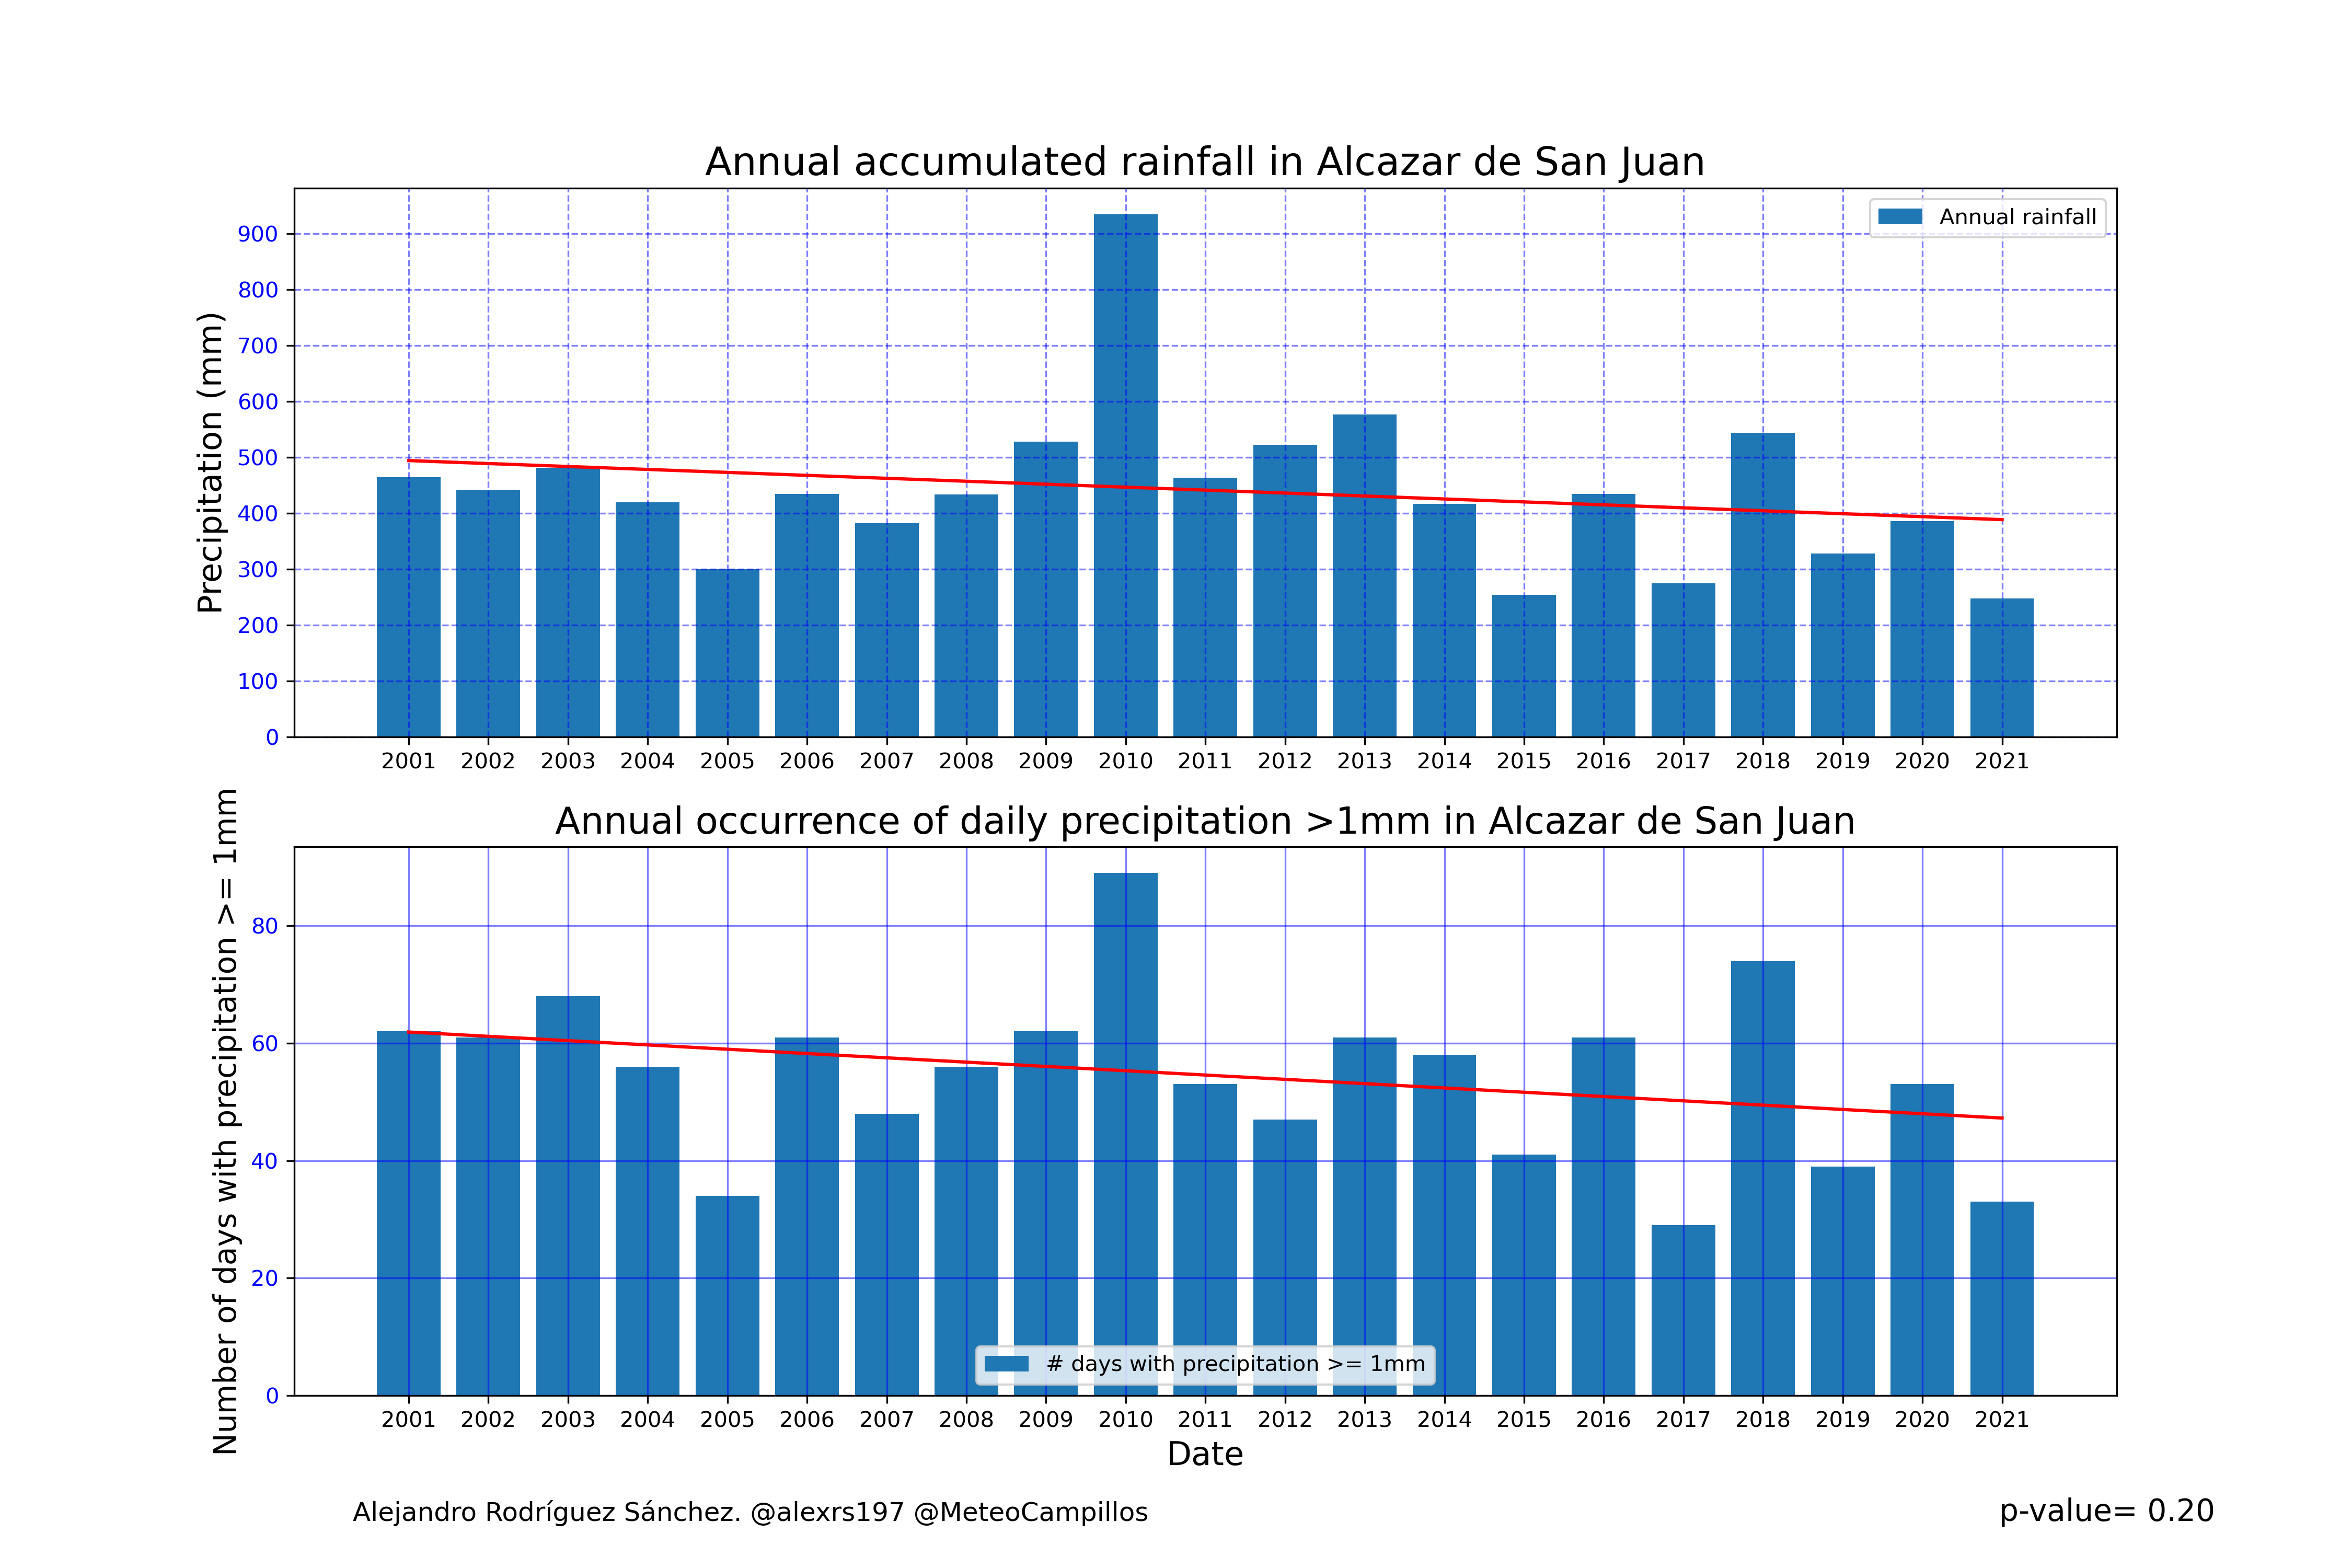 Annual accumulated rainfall in Alcazar de San Juan
Precipitation (mm)
900
800
700
600
500
400
300
200
100
0
Annual rainfall
2001 2002 2003 2004 2005 2006 2007 2008 2009 2010 2011 2012 2013 2014 2015 2016 2017 2018 2019 2020 2021
Annual occurrence of daily precipitation >1mm in Alcazar de San Juan
Number of days with precipitation >= 1mm
80
60
40
20
0
# days with precipitation >= 1mm
2001 2002 2003 2004 2005 2006 2007 2008 2009 2010 2011 2012 2013 2014 2015 2016 2017 2018 2019 2020 2021
Date
Alejandro Rodríguez Sánchez. @alexrs197 @MeteoCampillos
p-value= 0.20